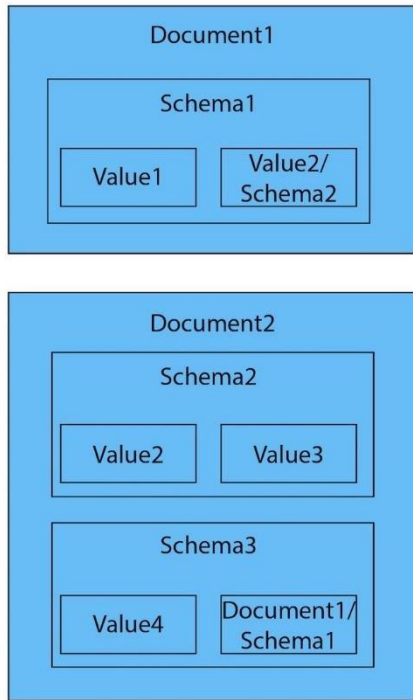 Document1
Schema1
Value1
Value2/
Schema2
Document2
Schema2
Value2
Value3
Schema3
Value4
Document1/
Schema1